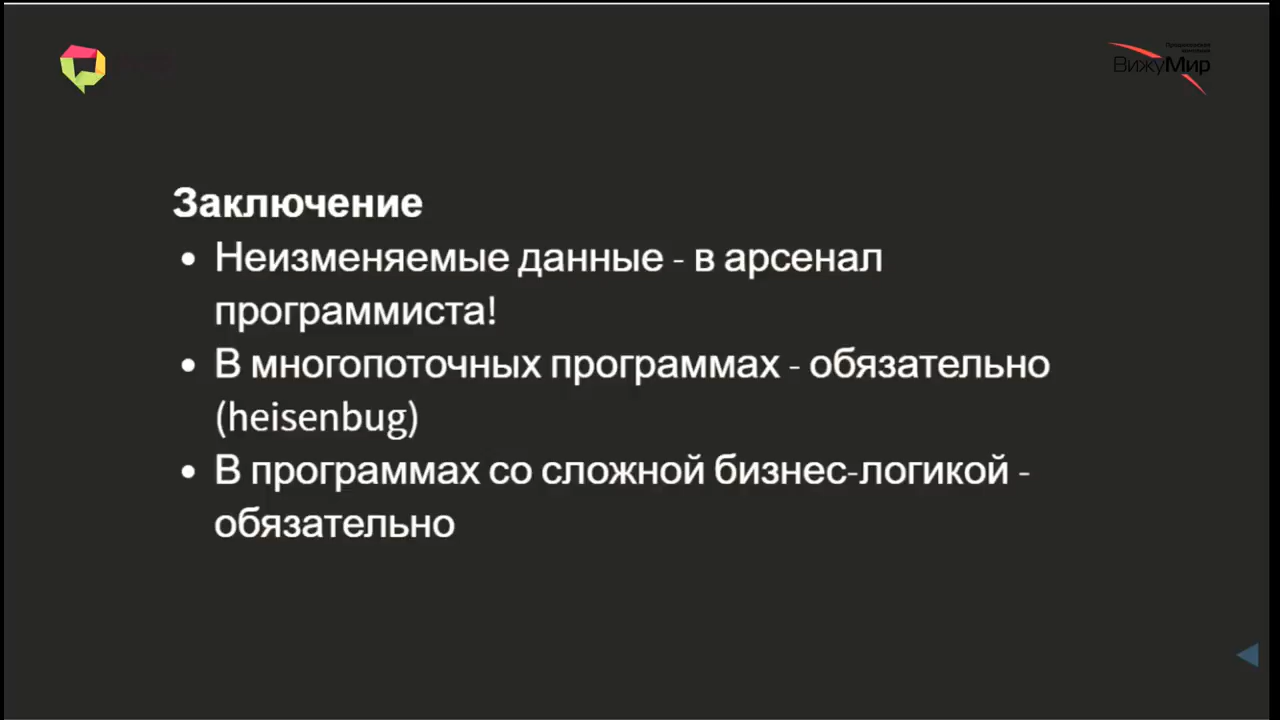 ВижуМир
Заключение
• Неизменяемые данные - в арсенал
программиста!
• В многопоточных программах - обязательно
(heisenbug)
• В программах со сложной бизнес-логикой -
обязательно